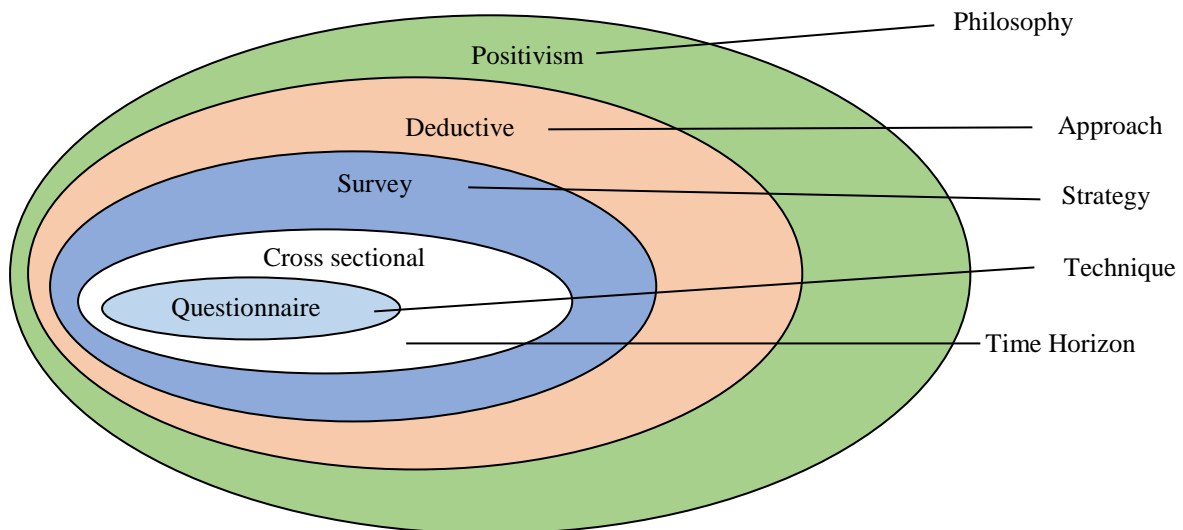 Philosophy
Positivism
Deductive
Approach
Survey
Strategy
Cross sectional
Technique
Questionnaire
Time Horizon